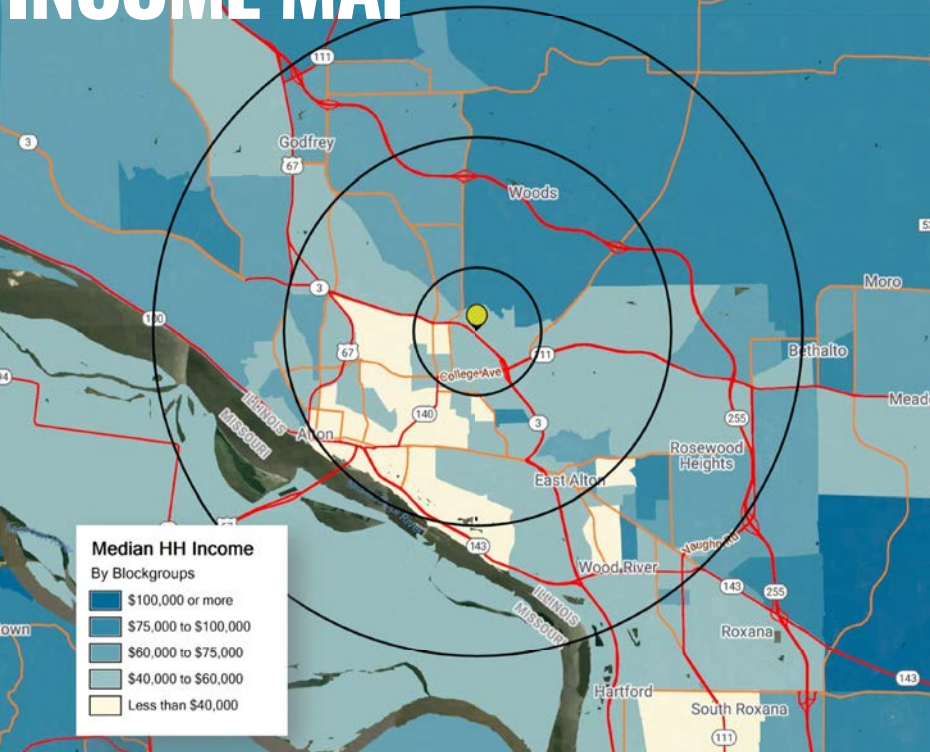 INCOME MAP
111
3
Godfrey
67
Woods
Moro
3
100
67
111
Bethalto
College Ave
Mead
ILLINOIS
MISSOURI
140
3
255
Alton
Rosewood
Heights
East Alton
143
Vaughn Rd
Wood River
ILLINOIS
MISSOURI
143
255
Roxana
143
Hartford
South Roxana
111
Median HH Income
By Blockgroups
$100,000 or more
$75,000 to $100,000
$60,000 to $75,000
$40,000 to $60,000
Less than $40,000
own